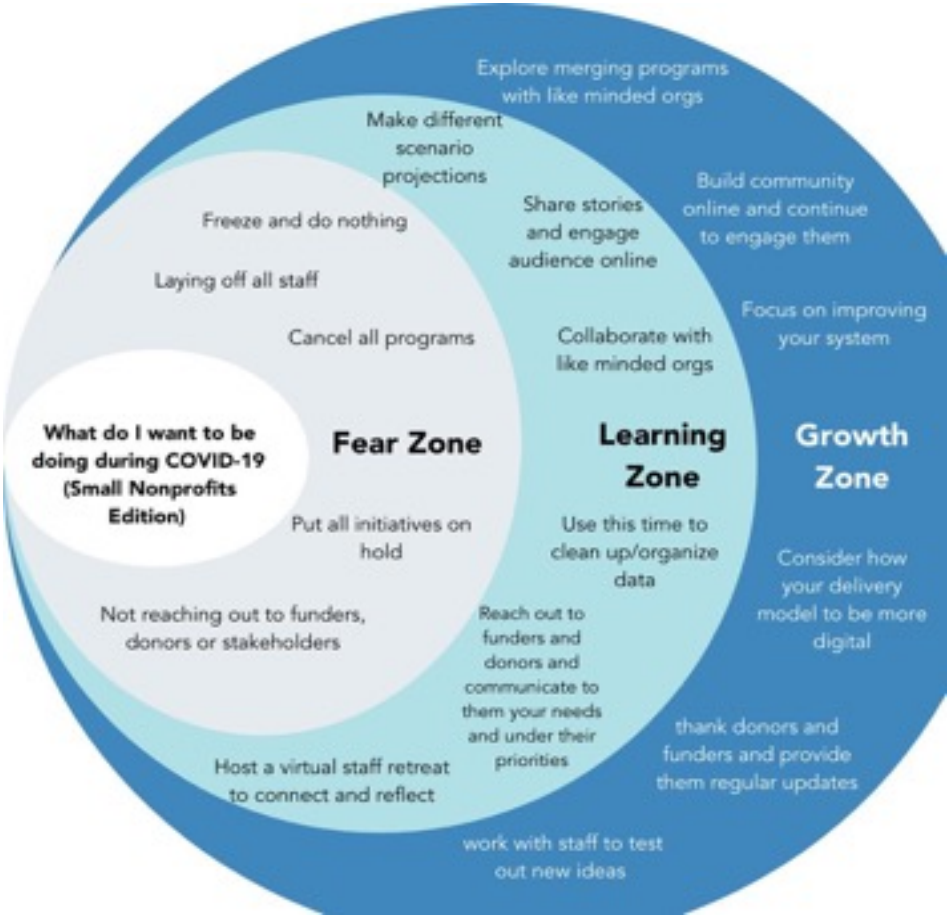 What do I want to be
doing during COVID-19
(Small Nonprofits
Edition)
Fear Zone
Freeze and do nothing
Laying off all staff
Cancel all programs
Put all initiatives on
hold
Not reaching out to funders,
donors or stakeholders
Learning
Zone
Make different
scenario
projections
Share stories
and engage
audience online
Collaborate with
like minded orgs
Use this time to
clean up/organize
data
Reach out to
funders and
donors and
communicate to
them your needs
and under their
priorities
Host a virtual staff retreat
to connect and reflect
Growth
Zone
Explore merging programs
with like minded orgs
Build community
online and continue
to engage them
Focus on improving
your system
Consider how
your delivery
model to be more
digital
thank donors and
funders and provide
them regular updates
work with staff to test
out new ideas